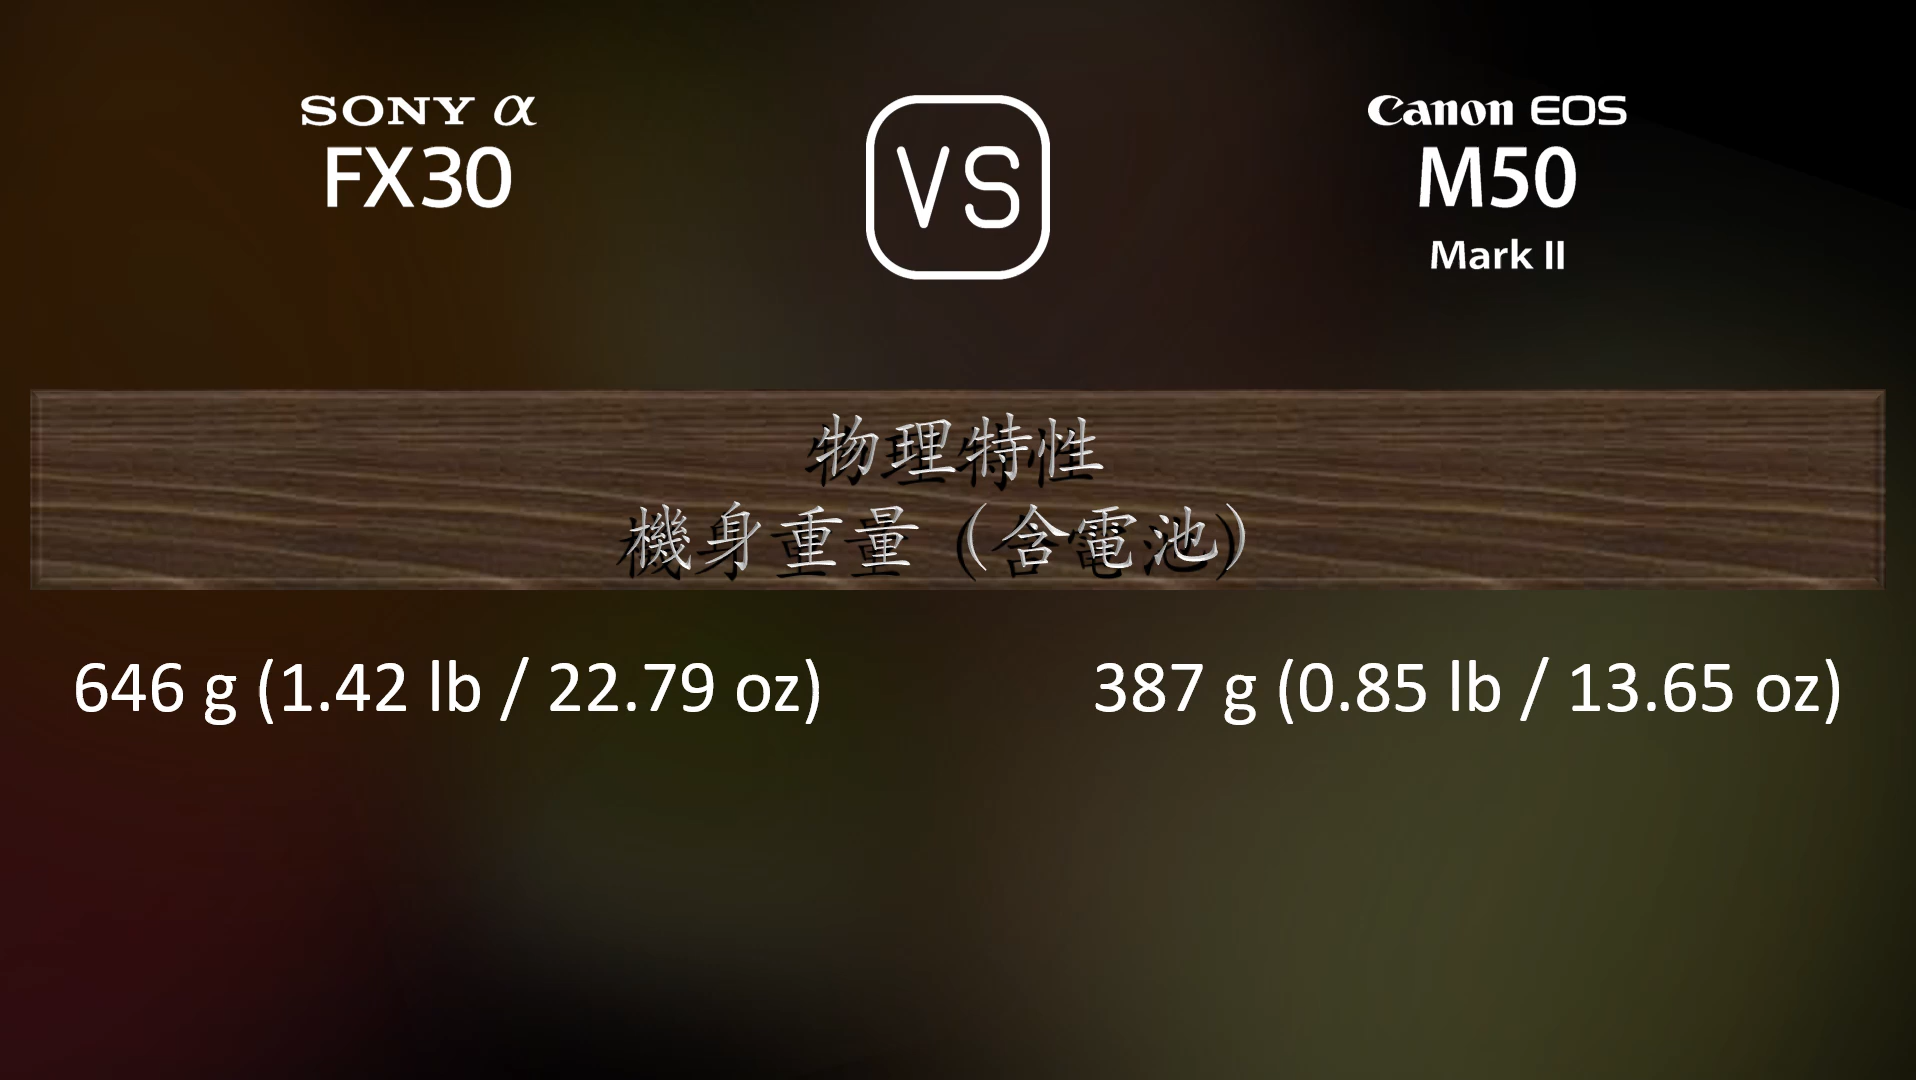 SONY α
FX30
VS
Canon EOS
M50
Mark II
物理特性
機身重量（含電池）
646 g (1.42 lb / 22.79 oz)
387 g (0.85 lb / 13.65 oz)